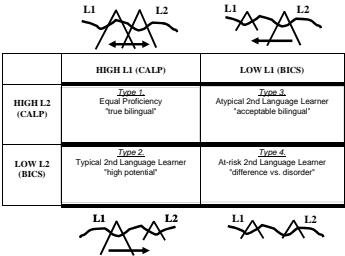 L1 L2 L1 L2
HIGH L1 (CALP) LOW L1 (BICS)
HIGH L2
(CALP)
Type 1.
Equal Proficiency
"true bilingual"
Type 3.
Atypical 2nd Language Learner
"acceptable bilingual"
LOW L2
(BICS)
Type 2.
Typical 2nd Language Learner
"high potential"
Type 4.
At-risk 2nd Language Learner
"difference vs. disorder"
L1 L2 L1 L2